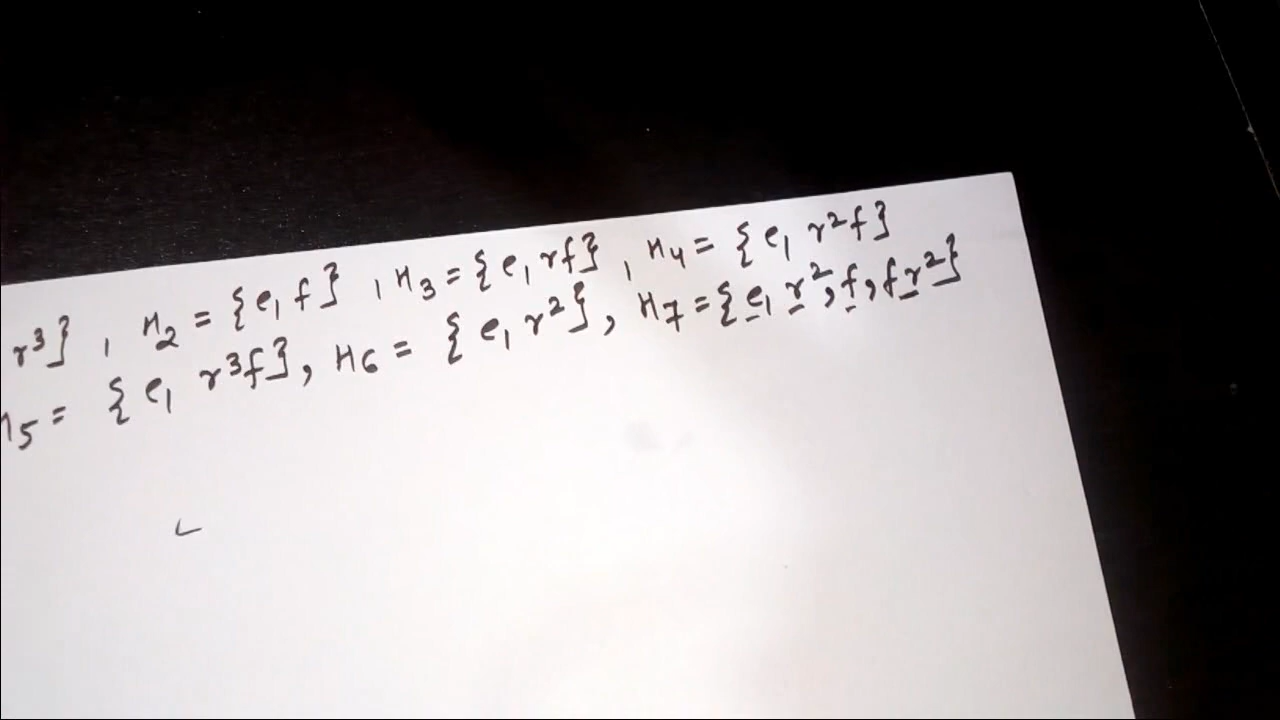 r³} , H₂ = {e, f} , H₃ = {e, rf} , H₄ = {e, r²f}
H₅ = {e, r³f}, H₆ = {e, r²}, H₇ = {e, r², f, fr²}